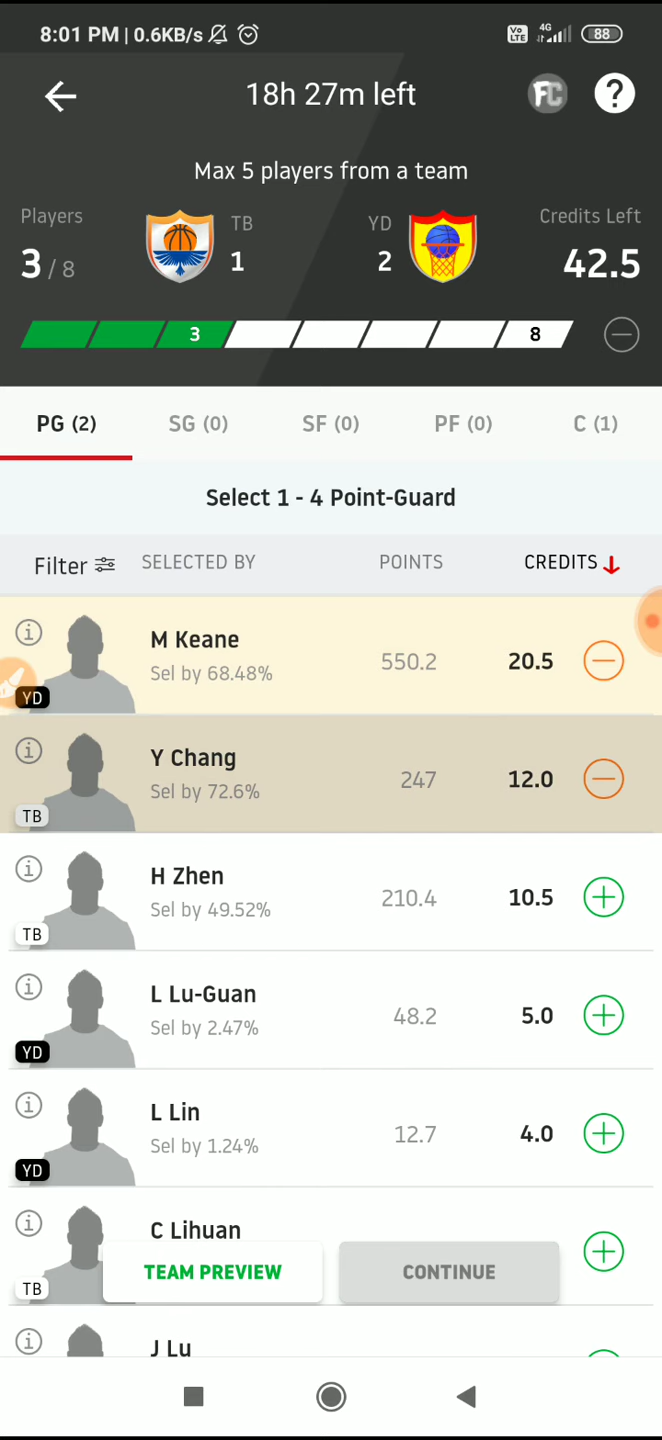 8:01 PM | 0.6KB/s
Vo LTE 4G 88
18h 27m left
FC ?
Max 5 players from a team
Players TB YD Credits Left
3 / 8 1 2 42.5
3 8
PG (2) SG (0) SF (0) PF (0) C (1)
Select 1 - 4 Point-Guard
Filter SELECTED BY POINTS CREDITS
M Keane
Sel by 68.48% 550.2 20.5
YD
Y Chang
Sel by 72.6% 247 12.0
TB
H Zhen
Sel by 49.52% 210.4 10.5
TB
L Lu-Guan
Sel by 2.47% 48.2 5.0
YD
L Lin
Sel by 1.24% 12.7 4.0
YD
C Lihuan
TEAM PREVIEW CONTINUE
TB
J Lu